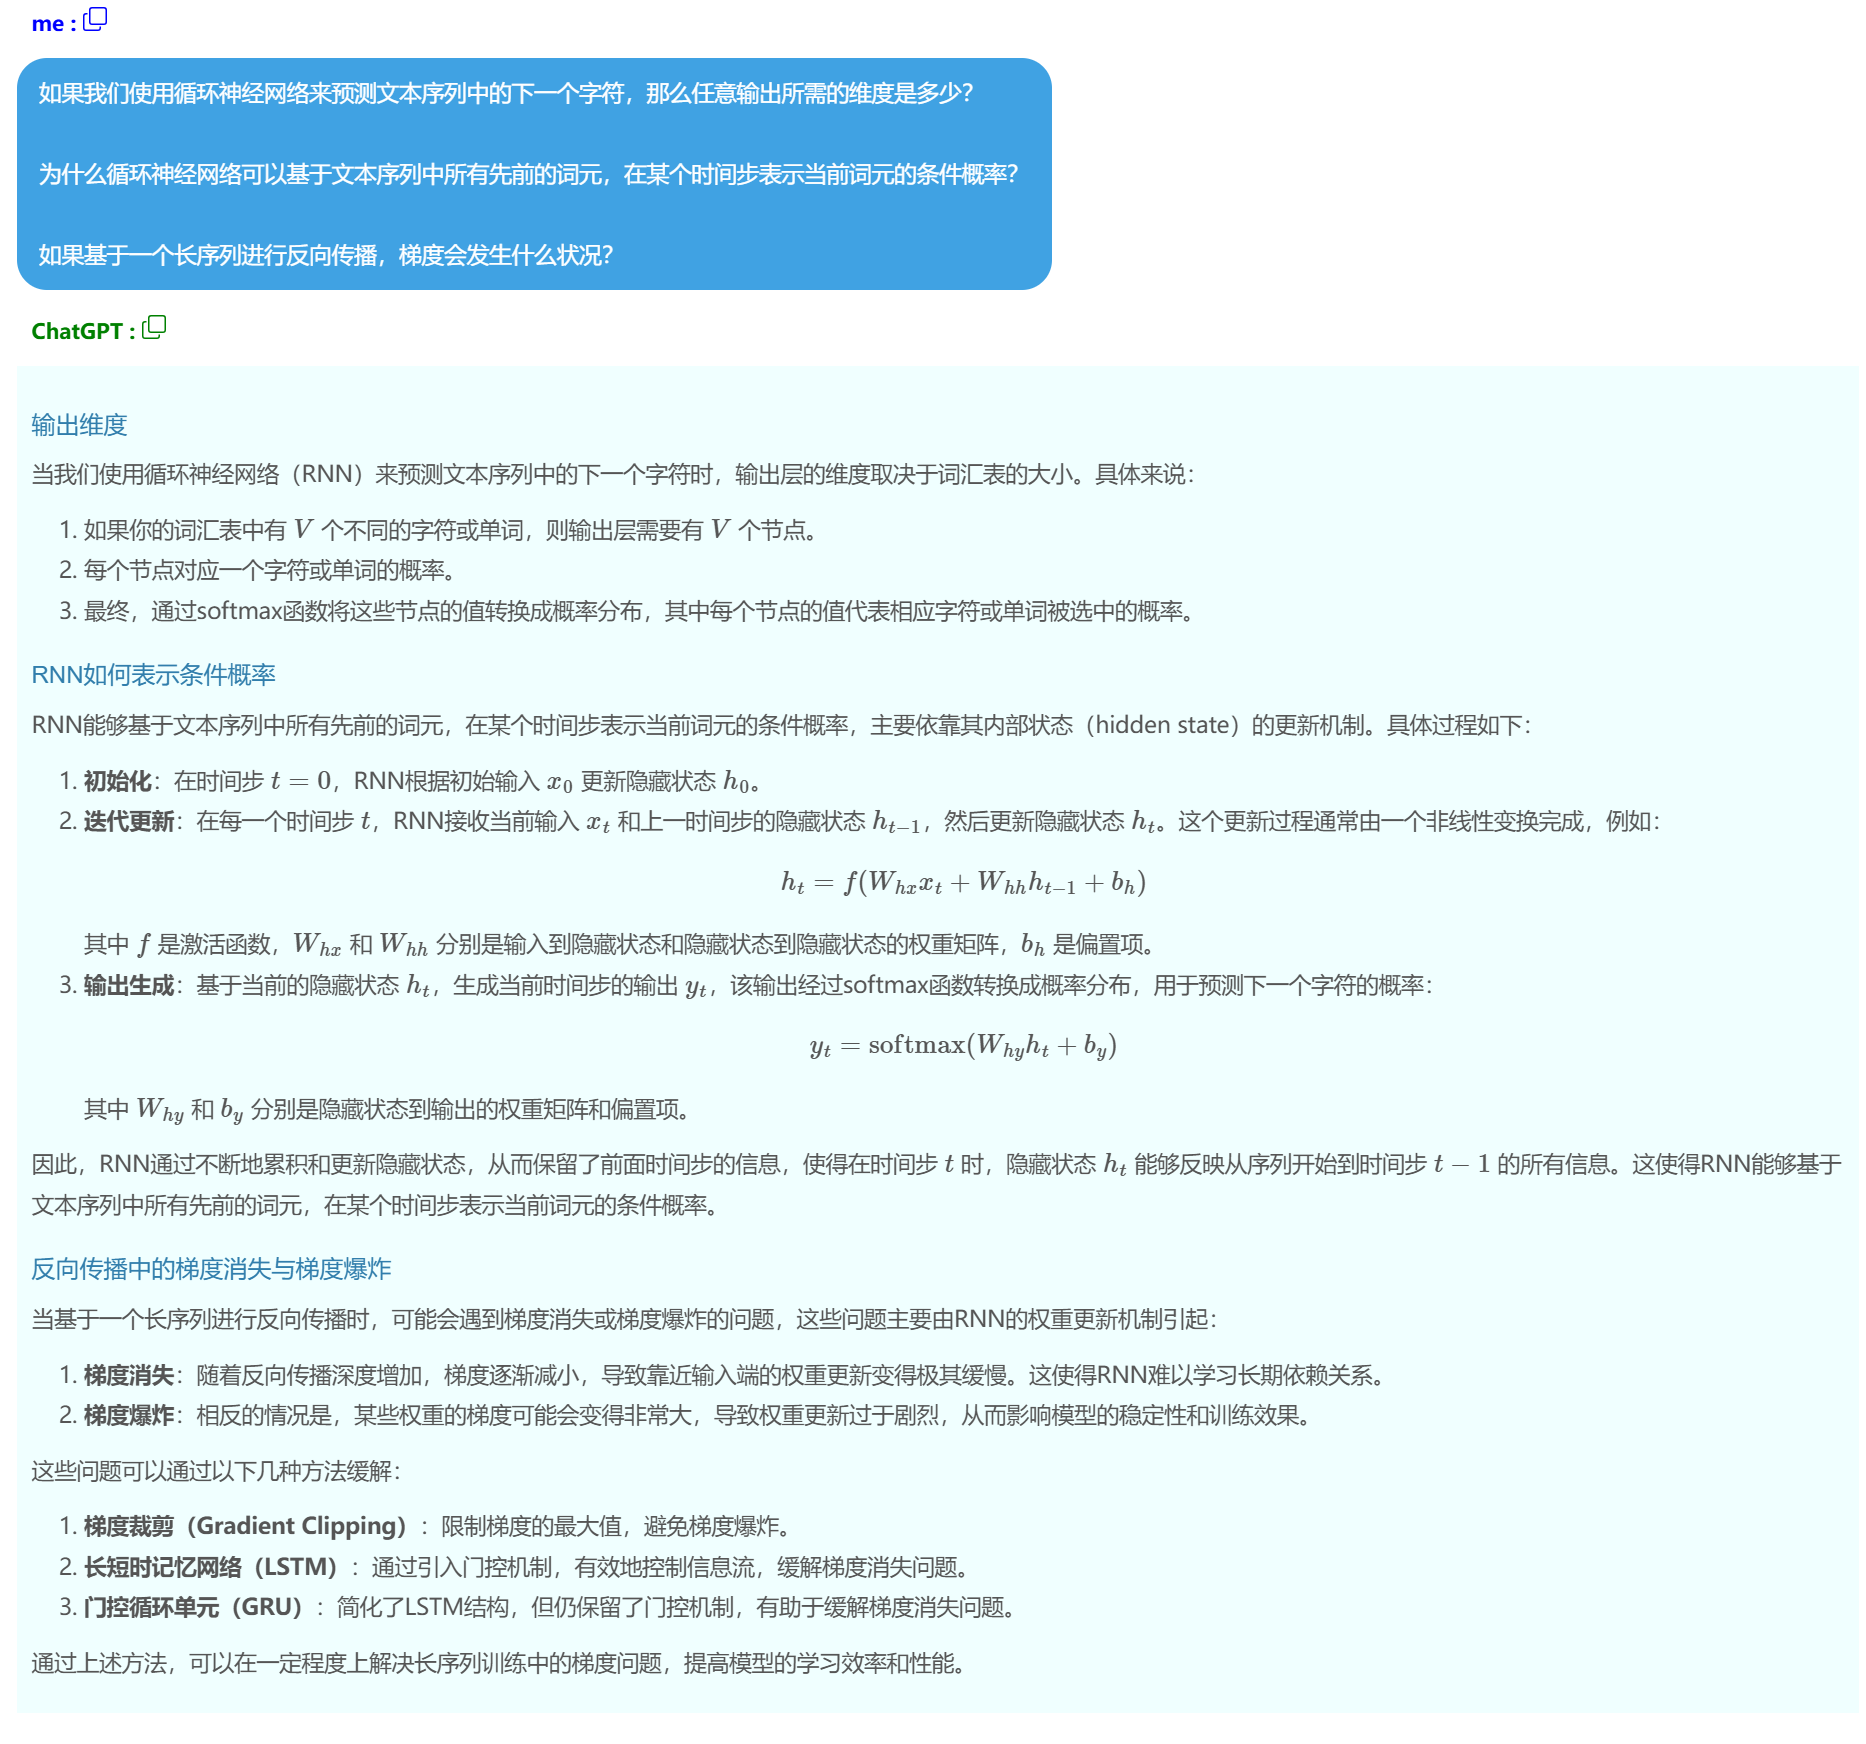 me :
如果我们使用循环神经网络来预测文本序列中的下一个字符，那么任意输出所需的维度是多少？
为什么循环神经网络可以基于文本序列中所有先前的词元，在某个时间步表示当前词元的条件概率？
如果基于一个长序列进行反向传播，梯度会发生什么状况？
ChatGPT :
输出维度
当我们使用循环神经网络（RNN）来预测文本序列中的下一个字符时，输出层的维度取决于词汇表的大小。具体来说：
1. 如果你的词汇表中有 V 个不同的字符或单词，则输出层需要有 V 个节点。
2. 每个节点对应一个字符或单词的概率。
3. 最终，通过softmax函数将这些节点的值转换成概率分布，其中每个节点的值代表相应字符或单词被选中的概率。
RNN如何表示条件概率
RNN能够基于文本序列中所有先前的词元，在某个时间步表示当前词元的条件概率，主要依靠其内部状态（hidden state）的更新机制。具体过程如下：
1. 初始化：在时间步 t = 0，RNN根据初始输入 x_0 更新隐藏状态 h_0。
2. 迭代更新：在每一个时间步 t，RNN接收当前输入 x_t 和上一时间步的隐藏状态 h_{t−1}，然后更新隐藏状态 h_t。这个更新过程通常由一个非线性变换完成，例如：
h_t = f(W_{hx}x_t + W_{hh}h_{t−1} + b_h)
其中 f 是激活函数，W_{hx} 和 W_{hh} 分别是输入到隐藏状态和隐藏状态到隐藏状态的权重矩阵，b_h 是偏置项。
3. 输出生成：基于当前的隐藏状态 h_t，生成当前时间步的输出 y_t，该输出经过softmax函数转换成概率分布，用于预测下一个字符的概率：
y_t = softmax(W_{hy}h_t + b_y)
其中 W_{hy} 和 b_y 分别是隐藏状态到输出的权重矩阵和偏置项。
因此，RNN通过不断地累积和更新隐藏状态，从而保留了前面时间步的信息，使得在时间步 t 时，隐藏状态 h_t 能够反映从序列开始到时间步 t − 1 的所有信息。这使得RNN能够基于
文本序列中所有先前的词元，在某个时间步表示当前词元的条件概率。
反向传播中的梯度消失与梯度爆炸
当基于一个长序列进行反向传播时，可能会遇到梯度消失或梯度爆炸的问题，这些问题主要由RNN的权重更新机制引起：
1. 梯度消失：随着反向传播深度增加，梯度逐渐减小，导致靠近输入端的权重更新变得极其缓慢。这使得RNN难以学习长期依赖关系。
2. 梯度爆炸：相反的情况是，某些权重的梯度可能会变得非常大，导致权重更新过于剧烈，从而影响模型的稳定性和训练效果。
这些问题可以通过以下几种方法缓解：
1. 梯度裁剪（Gradient Clipping）：限制梯度的最大值，避免梯度爆炸。
2. 长短时记忆网络（LSTM）：通过引入门控机制，有效地控制信息流，缓解梯度消失问题。
3. 门控循环单元（GRU）：简化了LSTM结构，但仍保留了门控机制，有助于缓解梯度消失问题。
通过上述方法，可以在一定程度上解决长序列训练中的梯度问题，提高模型的学习效率和性能。